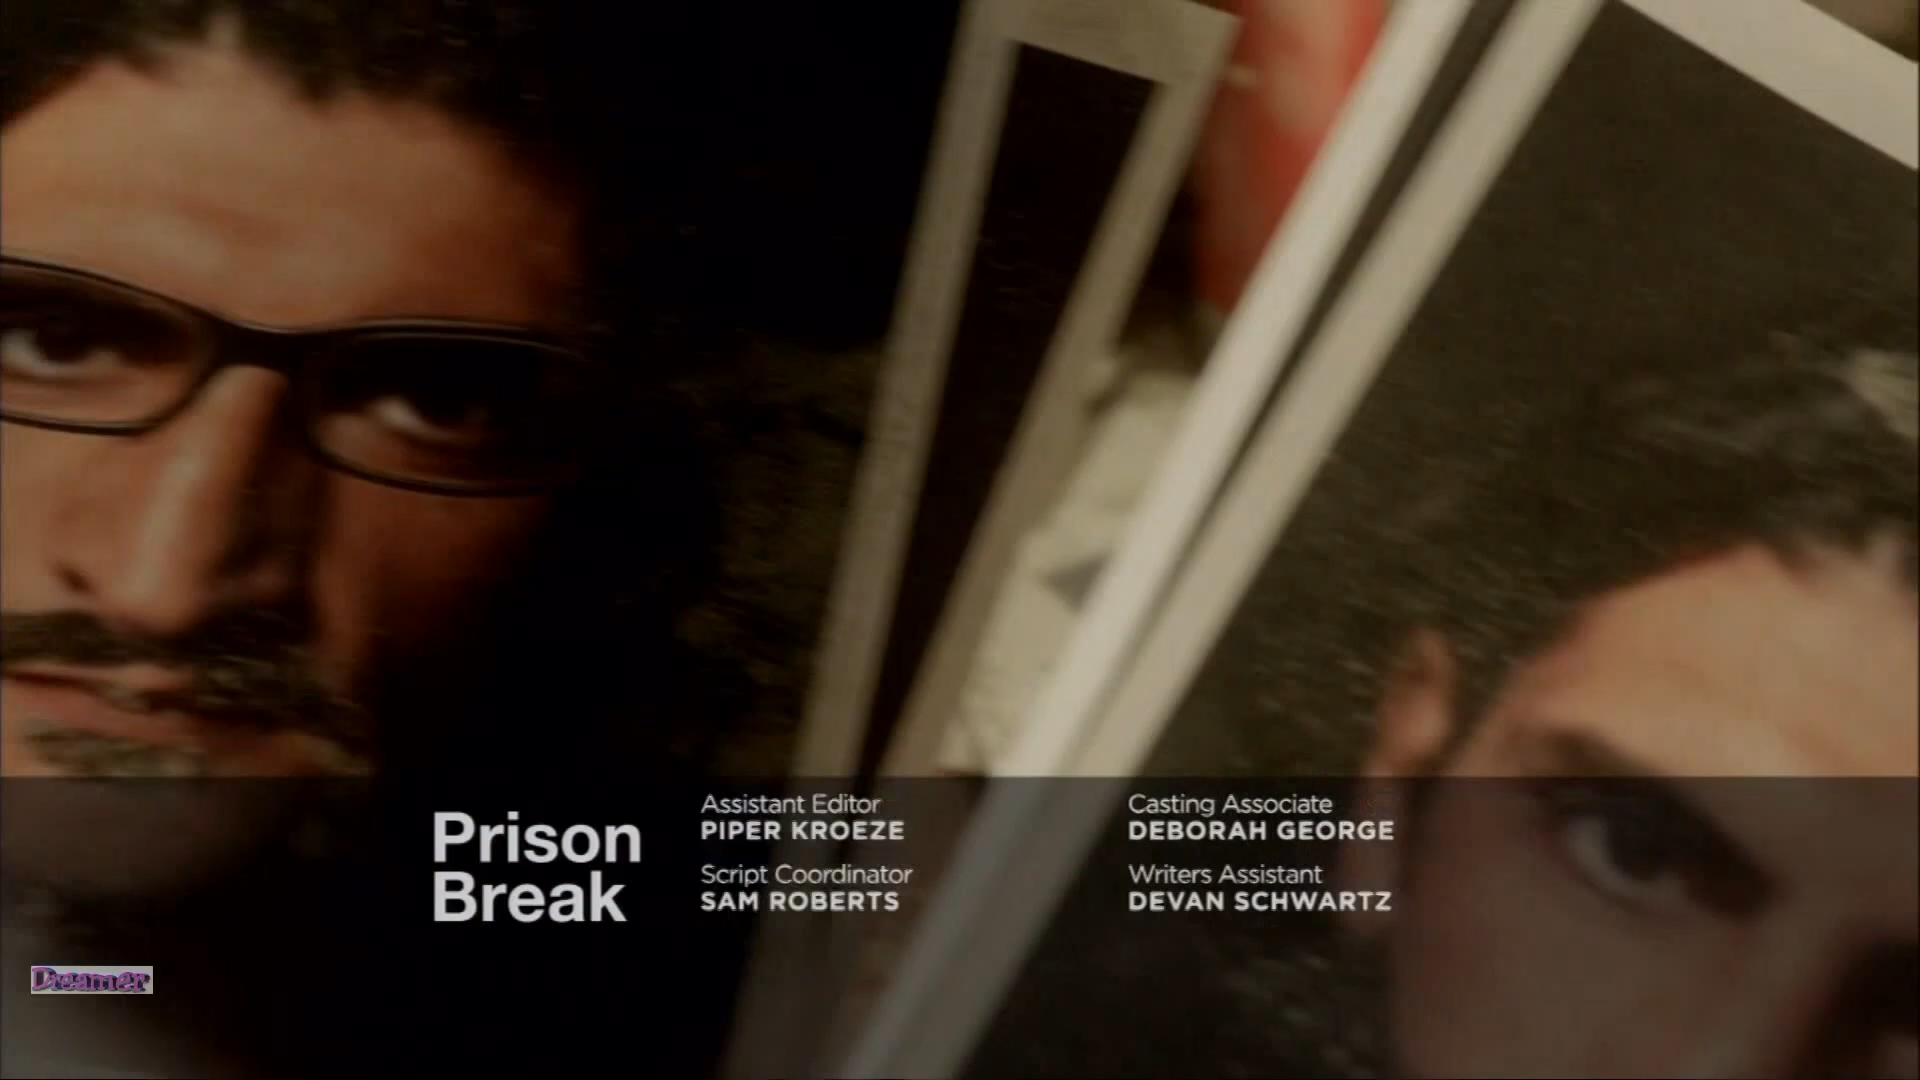 Prison
Break
Assistant Editor
PIPER KROEZE
Script Coordinator
SAM ROBERTS
Casting Associate
DEBORAH GEORGE
Writers Assistant
DEVAN SCHWARTZ
Dreamer